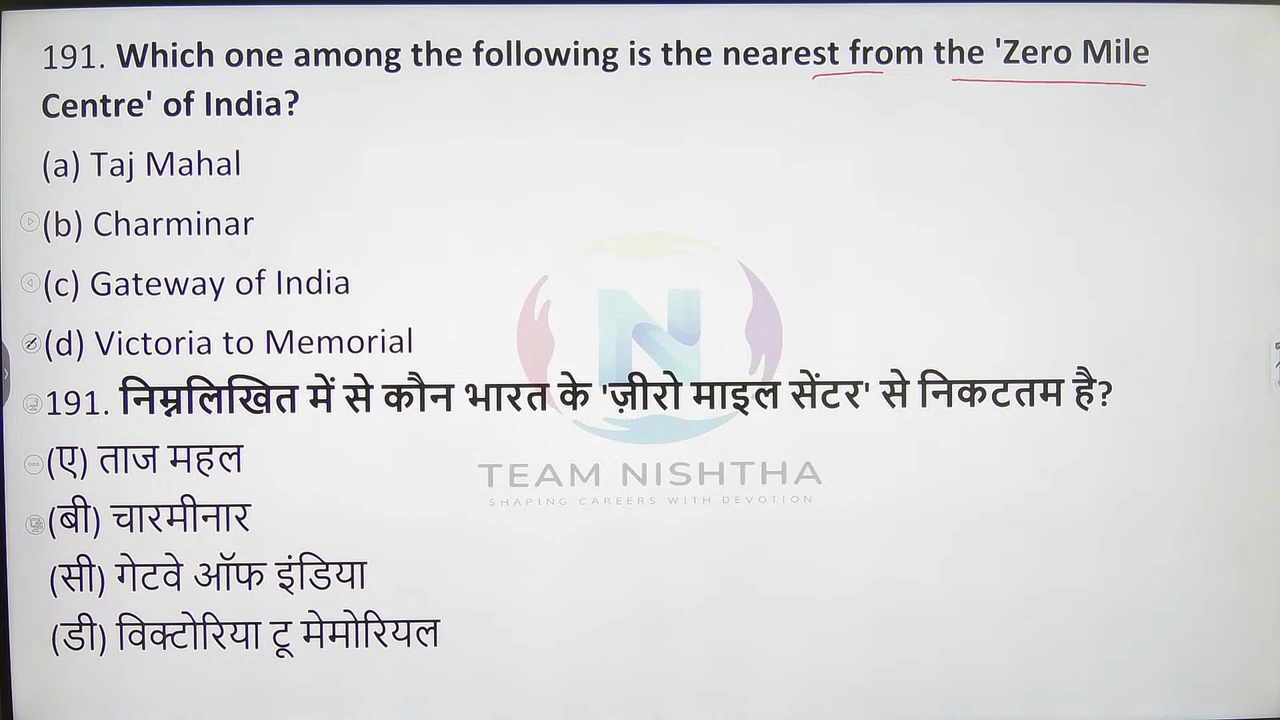 191. Which one among the following is the nearest from the 'Zero Mile
Centre' of India?
(a) Taj Mahal
(b) Charminar
(c) Gateway of India
(d) Victoria to Memorial
191. निम्नलिखित में से कौन भारत के 'ज़ीरो माइल सेंटर' से निकटतम है?
(ए) ताज महल
(बी) चारमीनार
(सी) गेटवे ऑफ इंडिया
(डी) विक्टोरिया टू मेमोरियल
TEAM NISHTHA
SHAPING CAREERS WITH DEVOTION